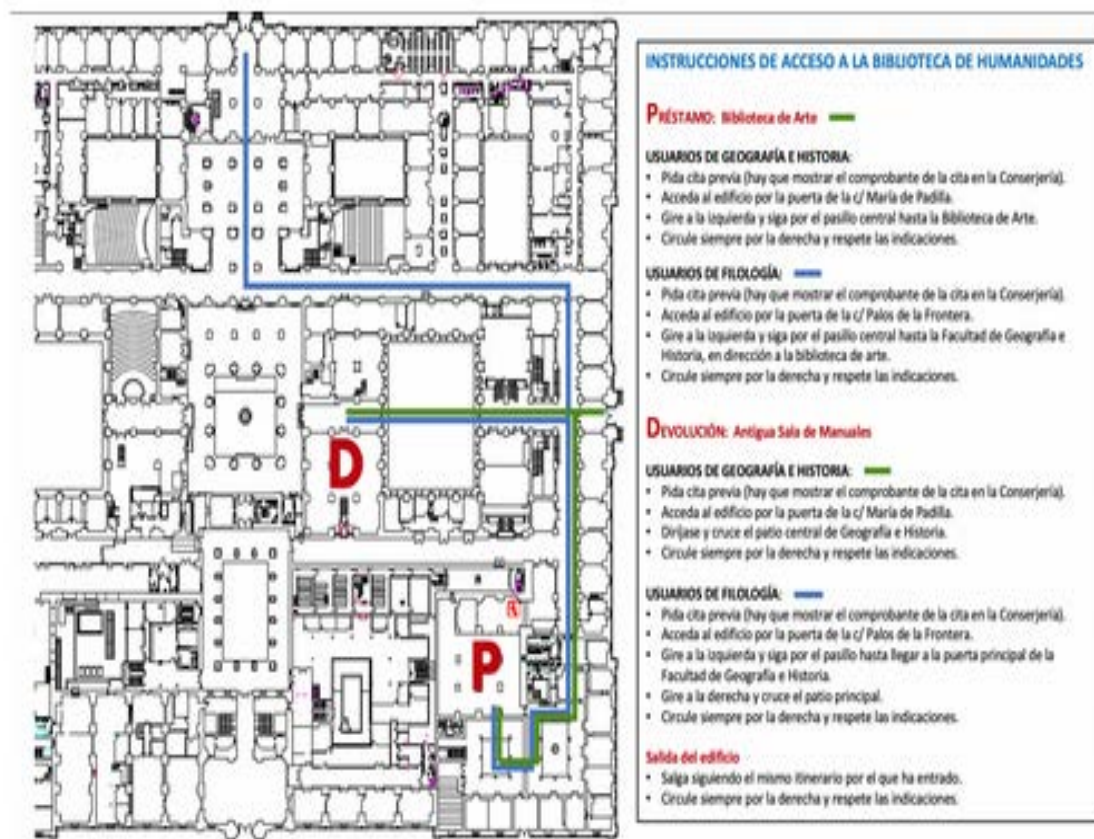 INSTRUCCIONES DE ACCESO A LA BIBLIOTECA DE HUMANIDADES
PRÉSTAMO: Biblioteca de Arte
USUARIOS DE GEOGRAFÍA E HISTORIA:
• Pida cita previa (hay que mostrar el comprobante de la cita en la Conserjería).
• Acceda al edificio por la puerta de la c/ María de Padilla.
• Gire a la izquierda y siga por el pasillo central hasta la Biblioteca de Arte.
• Circule siempre por la derecha y respete las indicaciones.
USUARIOS DE FILOLOGÍA:
• Pida cita previa (hay que mostrar el comprobante de la cita en la Conserjería).
• Acceda al edificio por la puerta de la c/ Palos de la Frontera.
• Gire a la izquierda y siga por el pasillo central hasta la Facultad de Geografía e
Historia, en dirección a la biblioteca de arte.
• Circule siempre por la derecha y respete las indicaciones.
DEVOLUCIÓN: Antigua Sala de Manuales
USUARIOS DE GEOGRAFÍA E HISTORIA:
• Pida cita previa (hay que mostrar el comprobante de la cita en la Conserjería).
• Acceda al edificio por la puerta de la c/ María de Padilla.
• Diríjase y cruce el patio central de Geografía e Historia.
• Circule siempre por la derecha y respete las indicaciones.
USUARIOS DE FILOLOGÍA:
• Pida cita previa (hay que mostrar el comprobante de la cita en la Conserjería).
• Acceda al edificio por la puerta de la c/ Palos de la Frontera.
• Gire a la izquierda y siga por el pasillo hasta llegar a la puerta principal de la
Facultad de Geografía e Historia.
• Gire a la derecha y cruce el patio principal.
• Circule siempre por la derecha y respete las indicaciones.
Salida del edificio
• Salga siguiendo el mismo itinerario por el que ha entrado.
• Circule siempre por la derecha y respete las indicaciones.
D
P